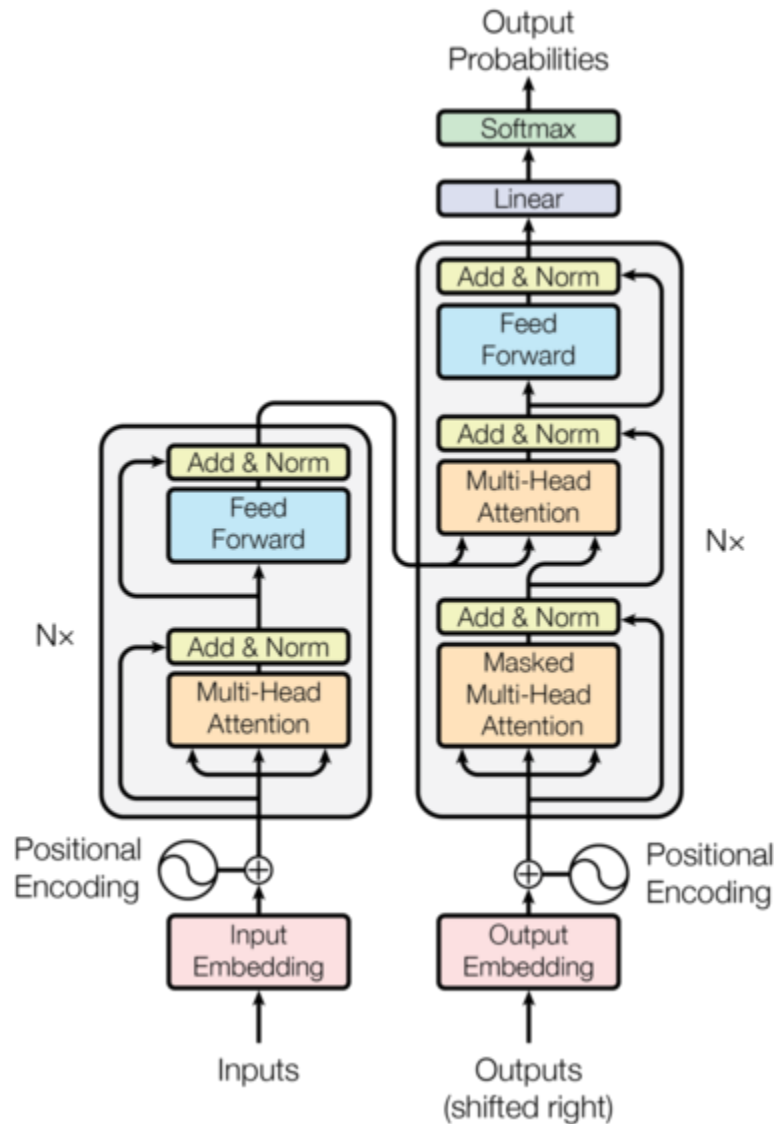 Output
Probabilities
Softmax
Linear
Add & Norm
Feed
Forward
Add & Norm
Multi-Head
Attention
Add & Norm
Masked
Multi-Head
Attention
Nx
Add & Norm
Feed
Forward
Add & Norm
Multi-Head
Attention
Nx
Positional
Encoding
Positional
Encoding
Input
Embedding
Output
Embedding
Inputs
Outputs
(shifted right)